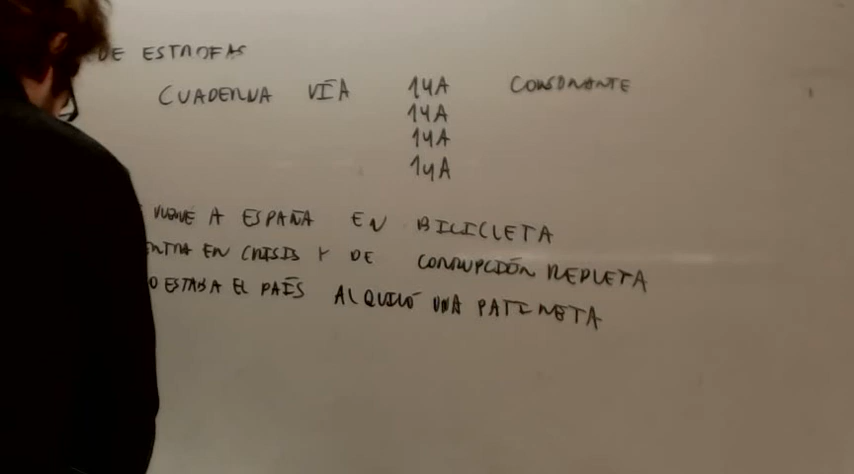 DE ESTROFAS
CUADERNA VÍA 14A CONSONANTE
14A
14A
14A
VUELVE A ESPAÑA EN BICICLETA
EN CRISIS Y DE CORRUPCIÓN REPLETA
ESTABA EL PAÍS ALQUILÓ UNA PATINETA